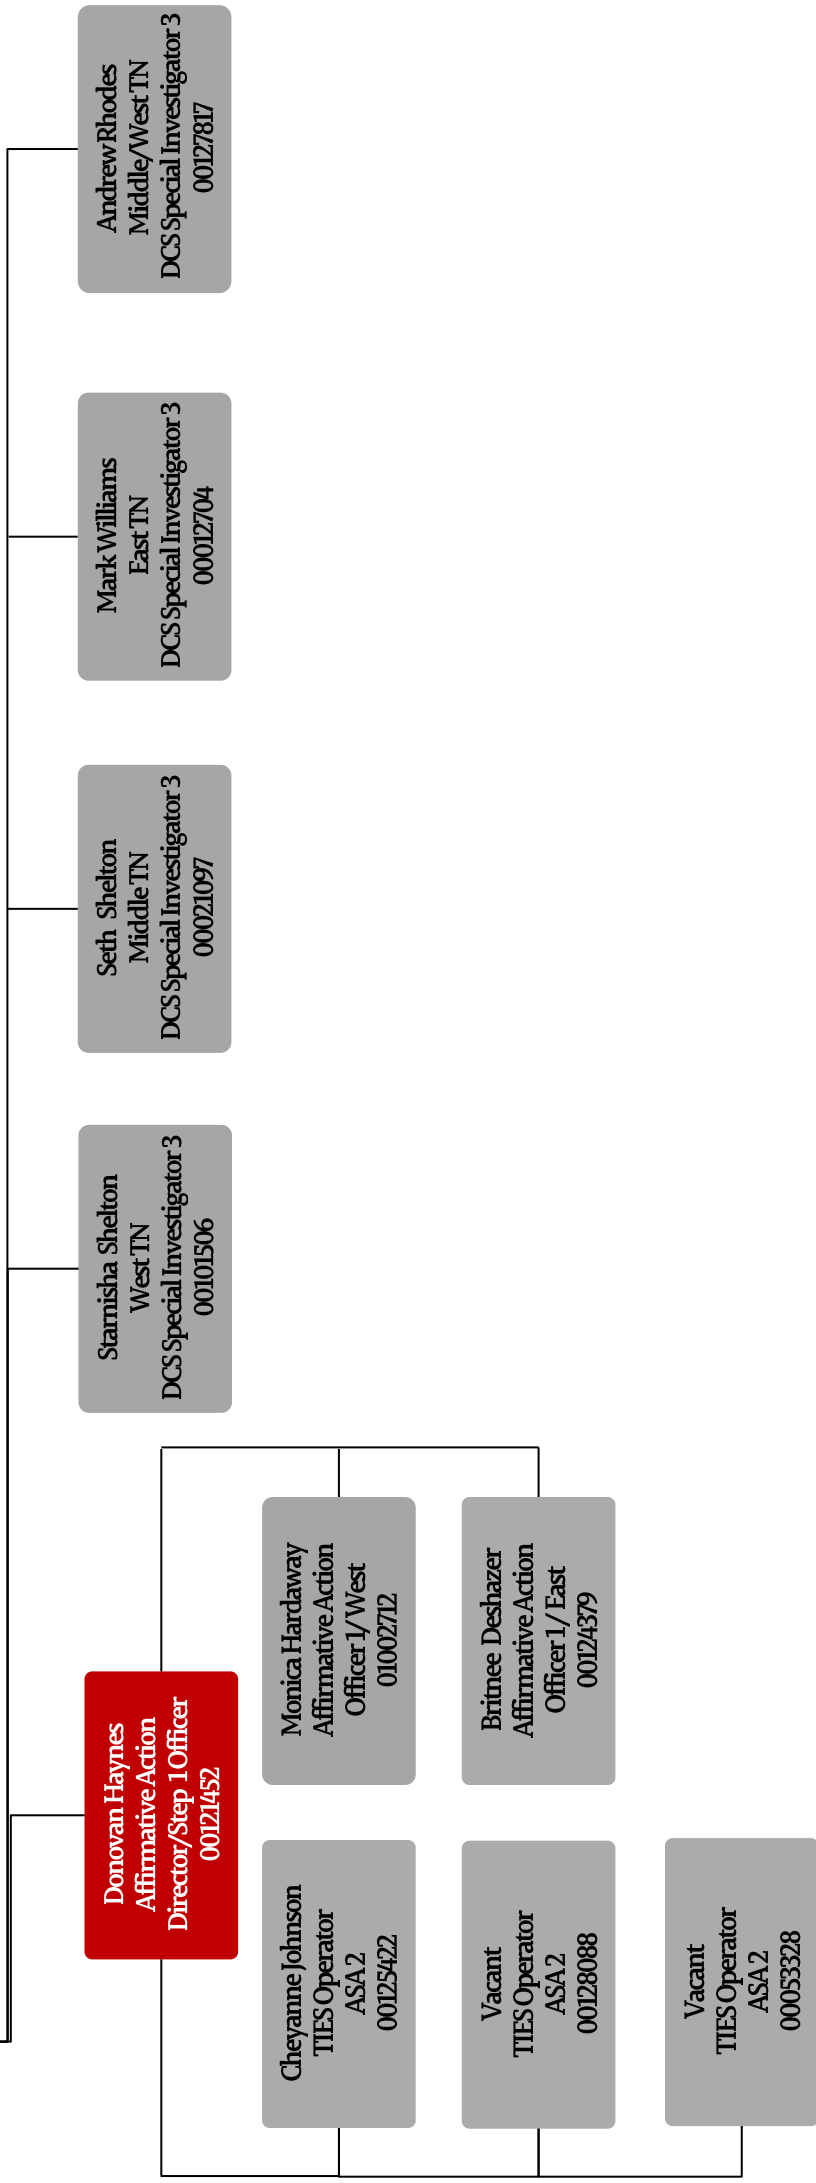 Donovan Haynes
Affirmative Action
Director/Step 1 Officer
00121452
Cheyanne Johnson
TIES Operator
ASA 2
00125422
Vacant
TIES Operator
ASA 2
00128088
Vacant
TIES Operator
ASA 2
00053328
Monica Hardaway
Affirmative Action
Officer 1/ West
01002712
Britnee Deshazer
Affirmative Action
Officer 1 / East
00124379
Starnisha Shelton
West TN
DCS Special Investigator 3
00101506
Seth Shelton
Middle TN
DCS Special Investigator 3
00021097
Mark Williams
East TN
DCS Special Investigator 3
00012704
Andrew Rhodes
Middle/West TN
DCS Special Investigator 3
00127817